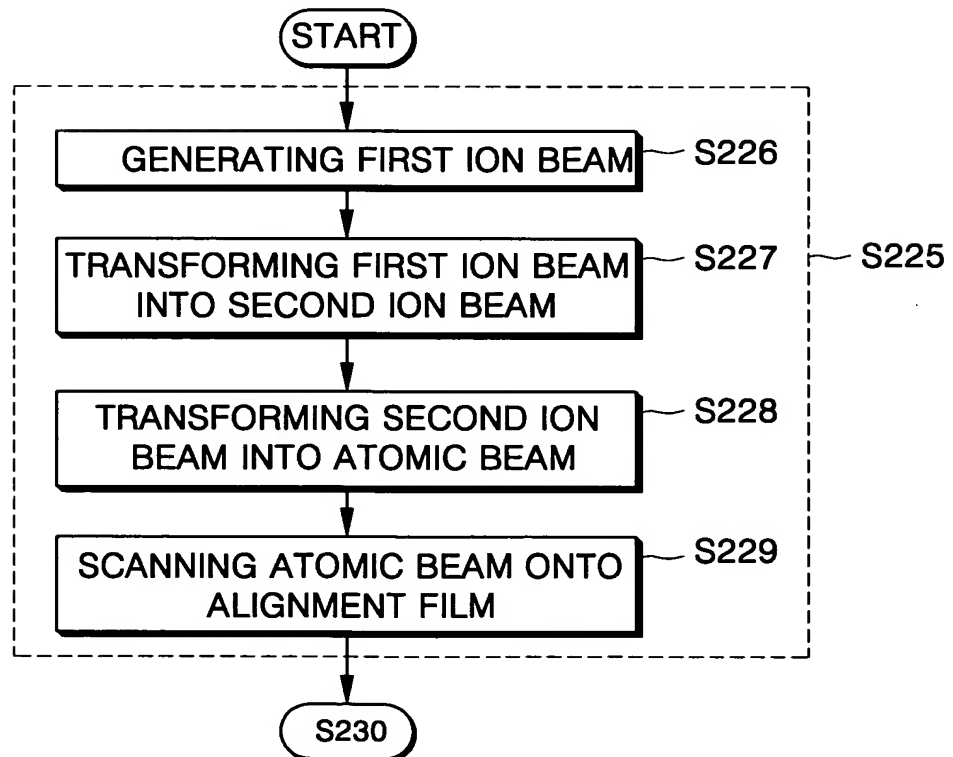 START
GENERATING FIRST ION BEAM
S226
TRANSFORMING FIRST ION BEAM
INTO SECOND ION BEAM
S227
S225
TRANSFORMING SECOND ION
BEAM INTO ATOMIC BEAM
S228
SCANNING ATOMIC BEAM ONTO
ALIGNMENT FILM
S229
S230